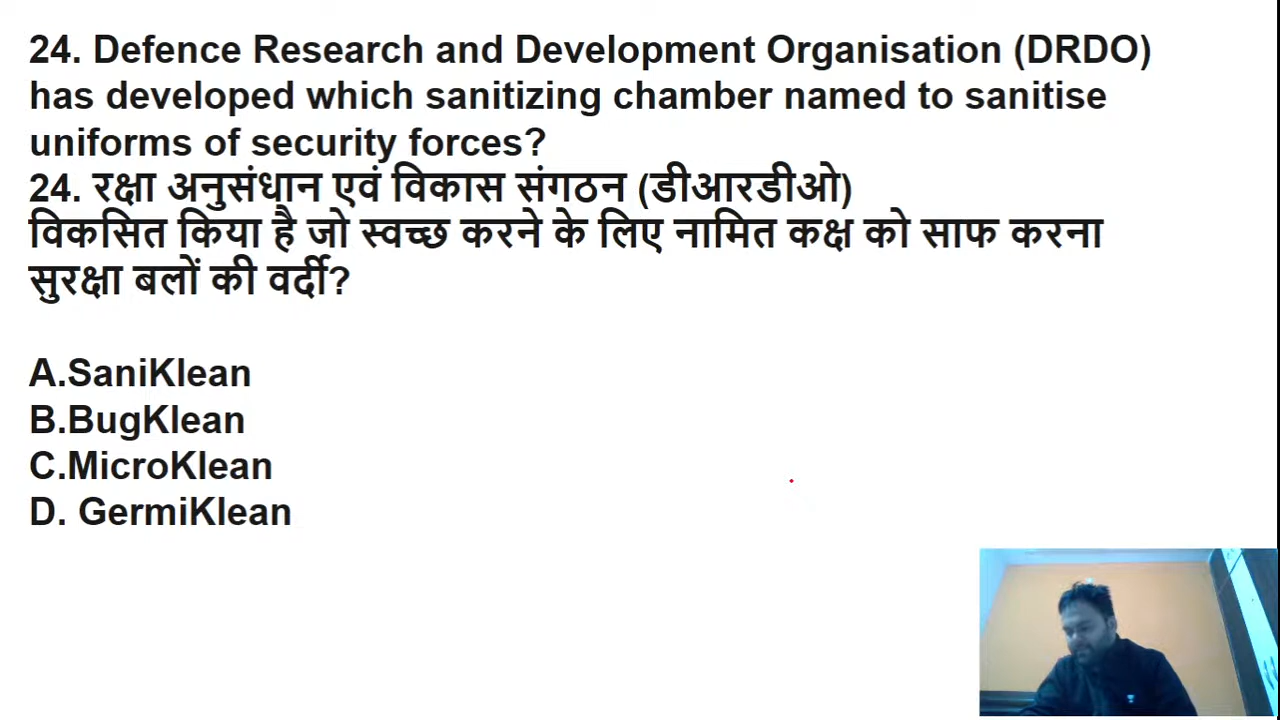 24. Defence Research and Development Organisation (DRDO)
has developed which sanitizing chamber named to sanitise
uniforms of security forces?
24. रक्षा अनुसंधान एवं विकास संगठन (डीआरडीओ)
विकसित किया है जो स्वच्छ करने के लिए नामित कक्ष को साफ करना
सुरक्षा बलों की वर्दी?
A.SaniKlean
B.BugKlean
C.MicroKlean
D. GermiKlean